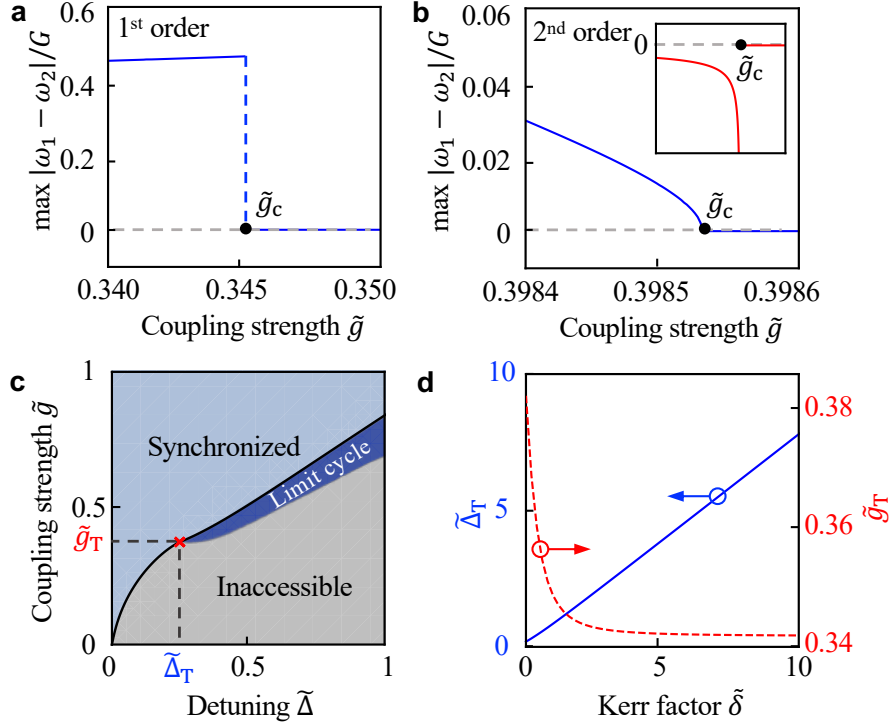 a
1st order
0.6
0.4
0.2
0
max |ω1 − ω2|/G
g̃c
0.340
0.345
0.350
Coupling strength g̃
b
2nd order
0.06
0.04
0.02
0
max |ω1 − ω2|/G
0
g̃c
g̃c
0.3984
0.3985
0.3986
Coupling strength g̃
c
1
0.5
g̃T
0
Coupling strength g̃
Synchronized
Limit cycle
Inaccessible
0
Δ̃T
0.5
1
Detuning Δ̃
d
10
5
0
Δ̃T
0.38
0.36
0.34
g̃T
0
5
10
Kerr factor δ̃